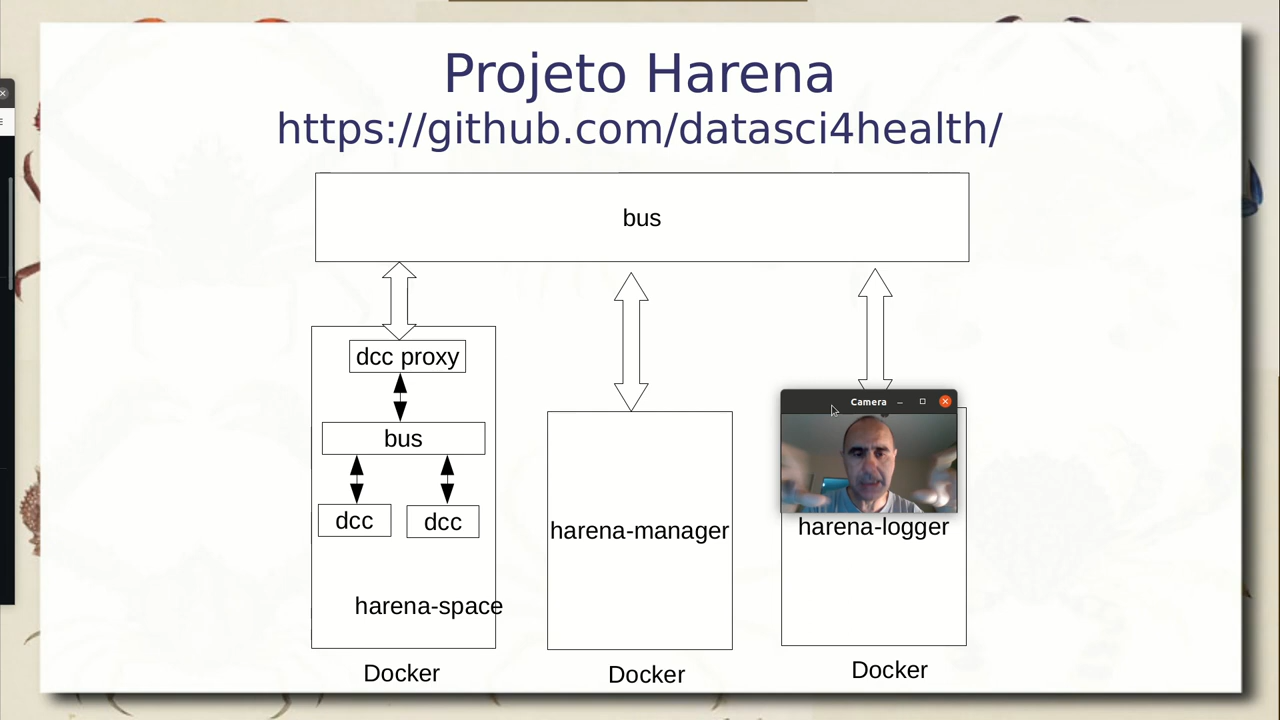 Projeto Harena
https://github.com/datasci4health/
bus
dcc proxy
bus
dcc
dcc
harena-space
Docker
harena-manager
Docker
Camera
harena-logger
Docker